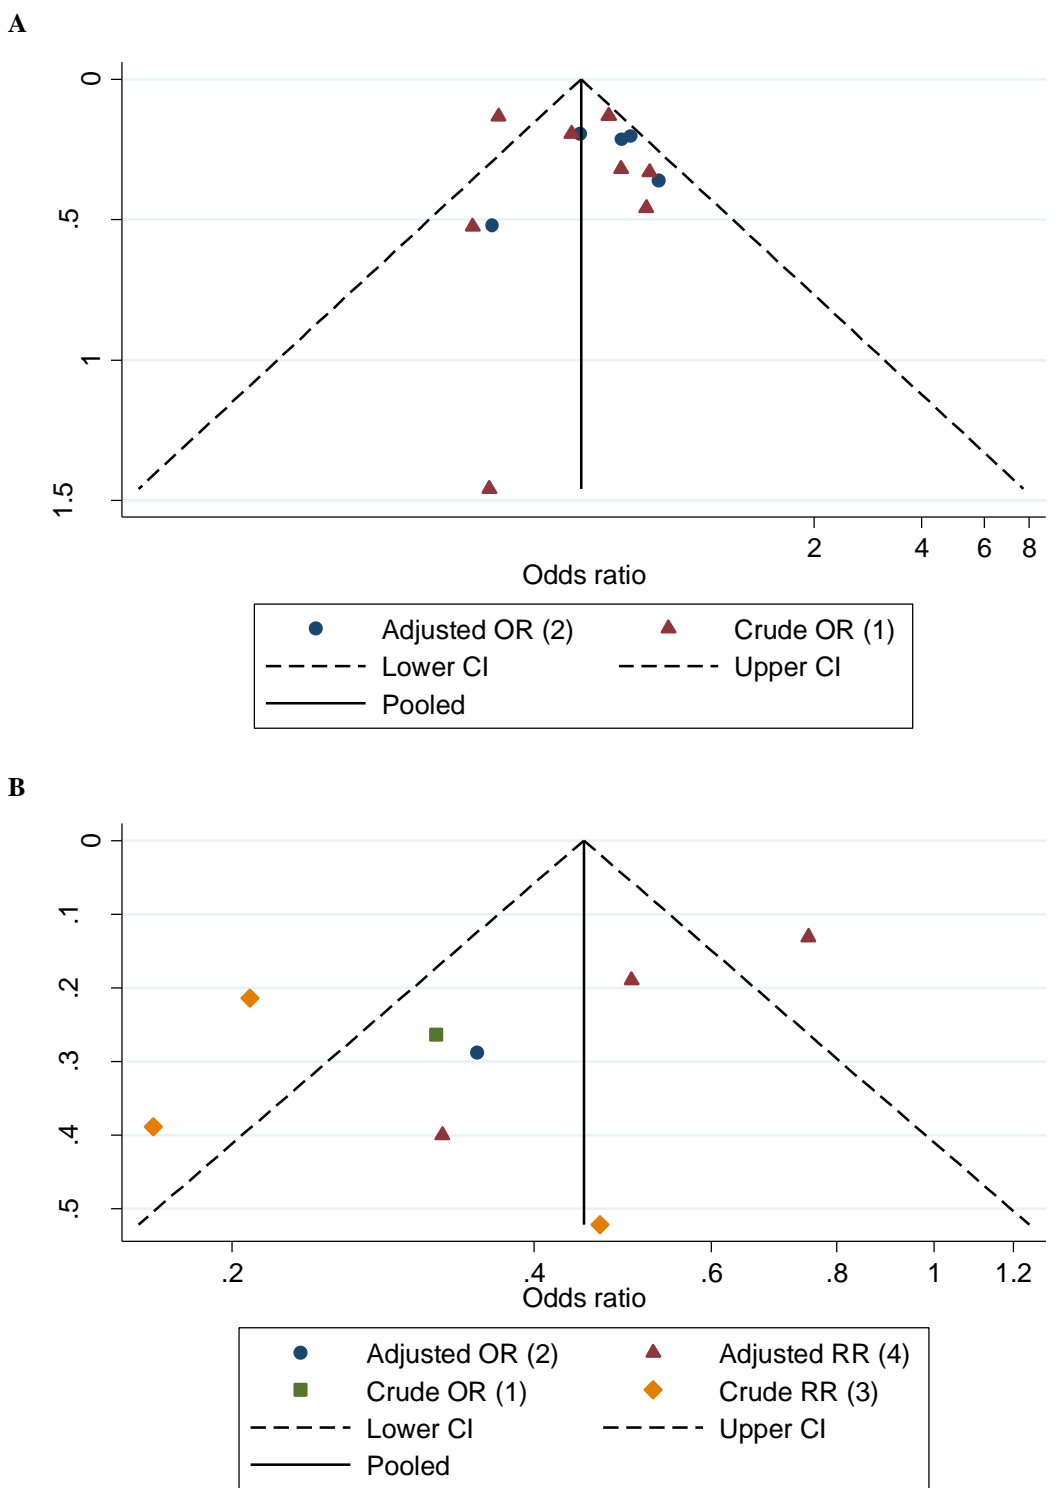 A
0
.5
1
1.5
2 4 6 8
Odds ratio
Adjusted OR (2) Crude OR (1)
Lower CI Upper CI
Pooled
B
0
.1
.2
.3
.4
.5
.2 .4 .6 .8 1 1.2
Odds ratio
Adjusted OR (2) Adjusted RR (4)
Crude OR (1) Crude RR (3)
Lower CI Upper CI
Pooled